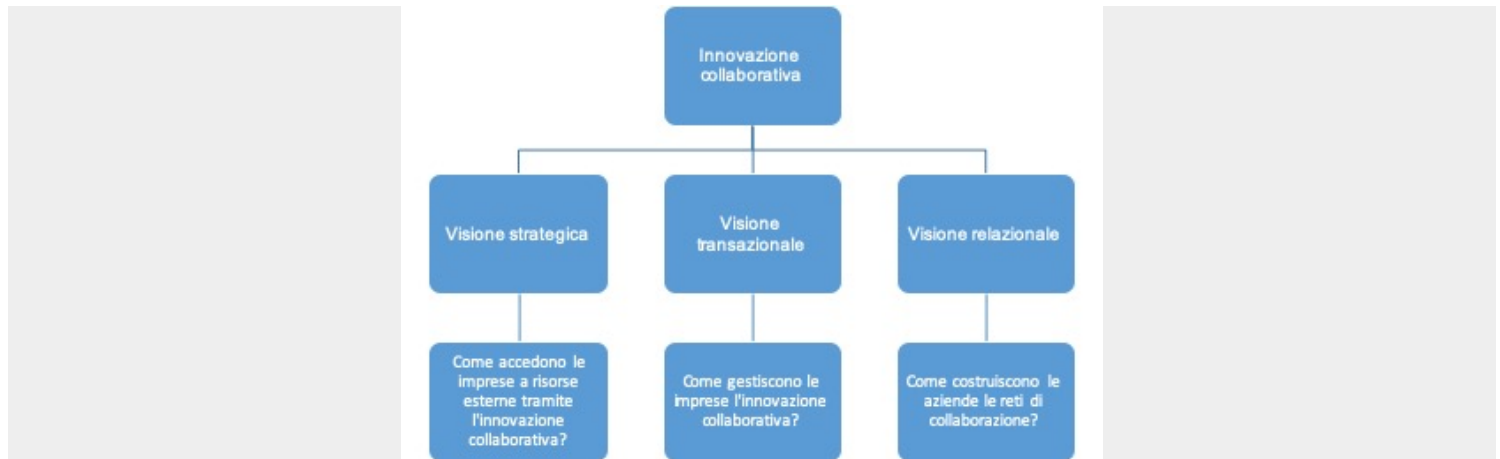 Innovazione
collaborativa
Visione strategica
Visione
transazionale
Visione relazionale
Come accedono le
imprese a risorse
esterne tramite
l'innovazione
collaborativa?
Come gestiscono le
imprese l'innovazione
collaborativa?
Come costruiscono le
aziende le reti di
collaborazione?